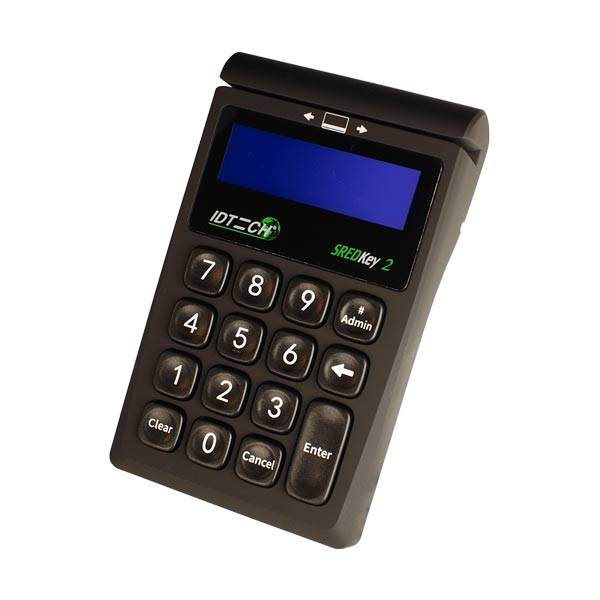 IDTECH®
SREDKey 2
7 8 9 # Admin
4 5 6
1 2 3
Clear 0 Cancel Enter